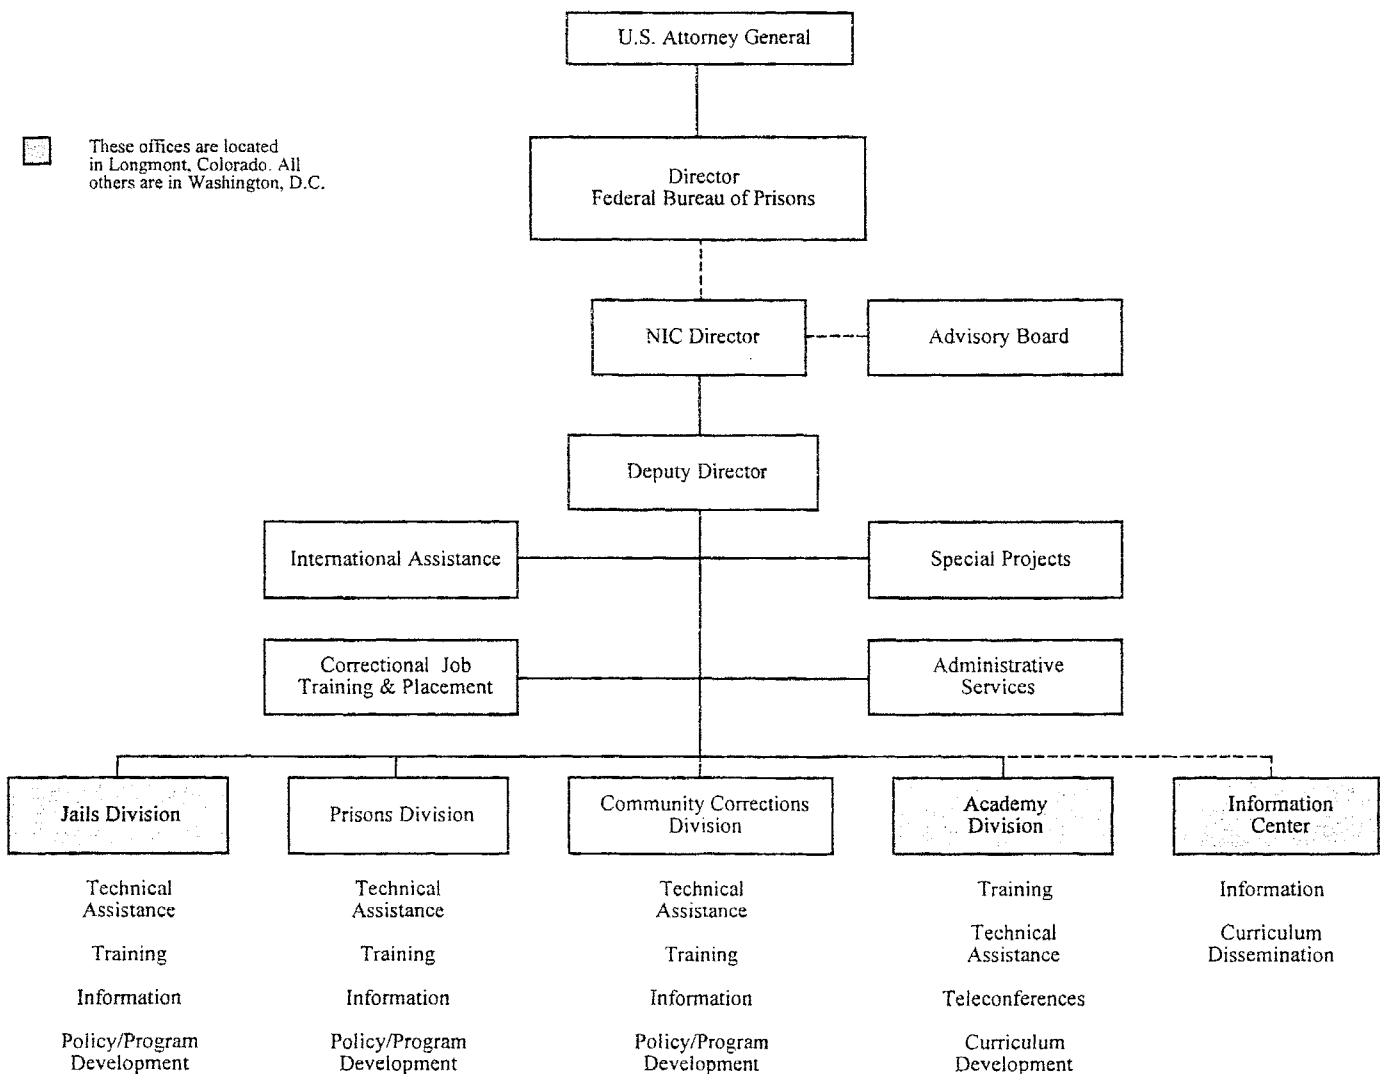 U.S. Attorney General
These offices are located
in Longmont, Colorado. All
others are in Washington, D.C.
Director
Federal Bureau of Prisons
NIC Director
Advisory Board
Deputy Director
International Assistance
Special Projects
Correctional Job
Training & Placement
Administrative
Services
Jails Division
Prisons Division
Community Corrections
Division
Academy
Division
Information
Center
Technical
Assistance
Training
Information
Policy/Program
Development
Technical
Assistance
Training
Information
Policy/Program
Development
Technical
Assistance
Training
Information
Policy/Program
Development
Training
Technical
Assistance
Teleconferences
Curriculum
Development
Information
Curriculum
Dissemination